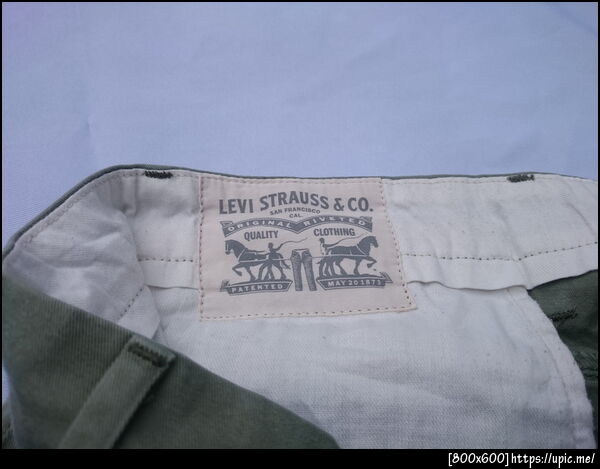 LEVI STRAUSS & CO.
SAN FRANCISCO
CAL.
ORIGINAL RIVETED
QUALITY CLOTHING
PATENTED MAY 20 1873
[800x600]https://upic.me/